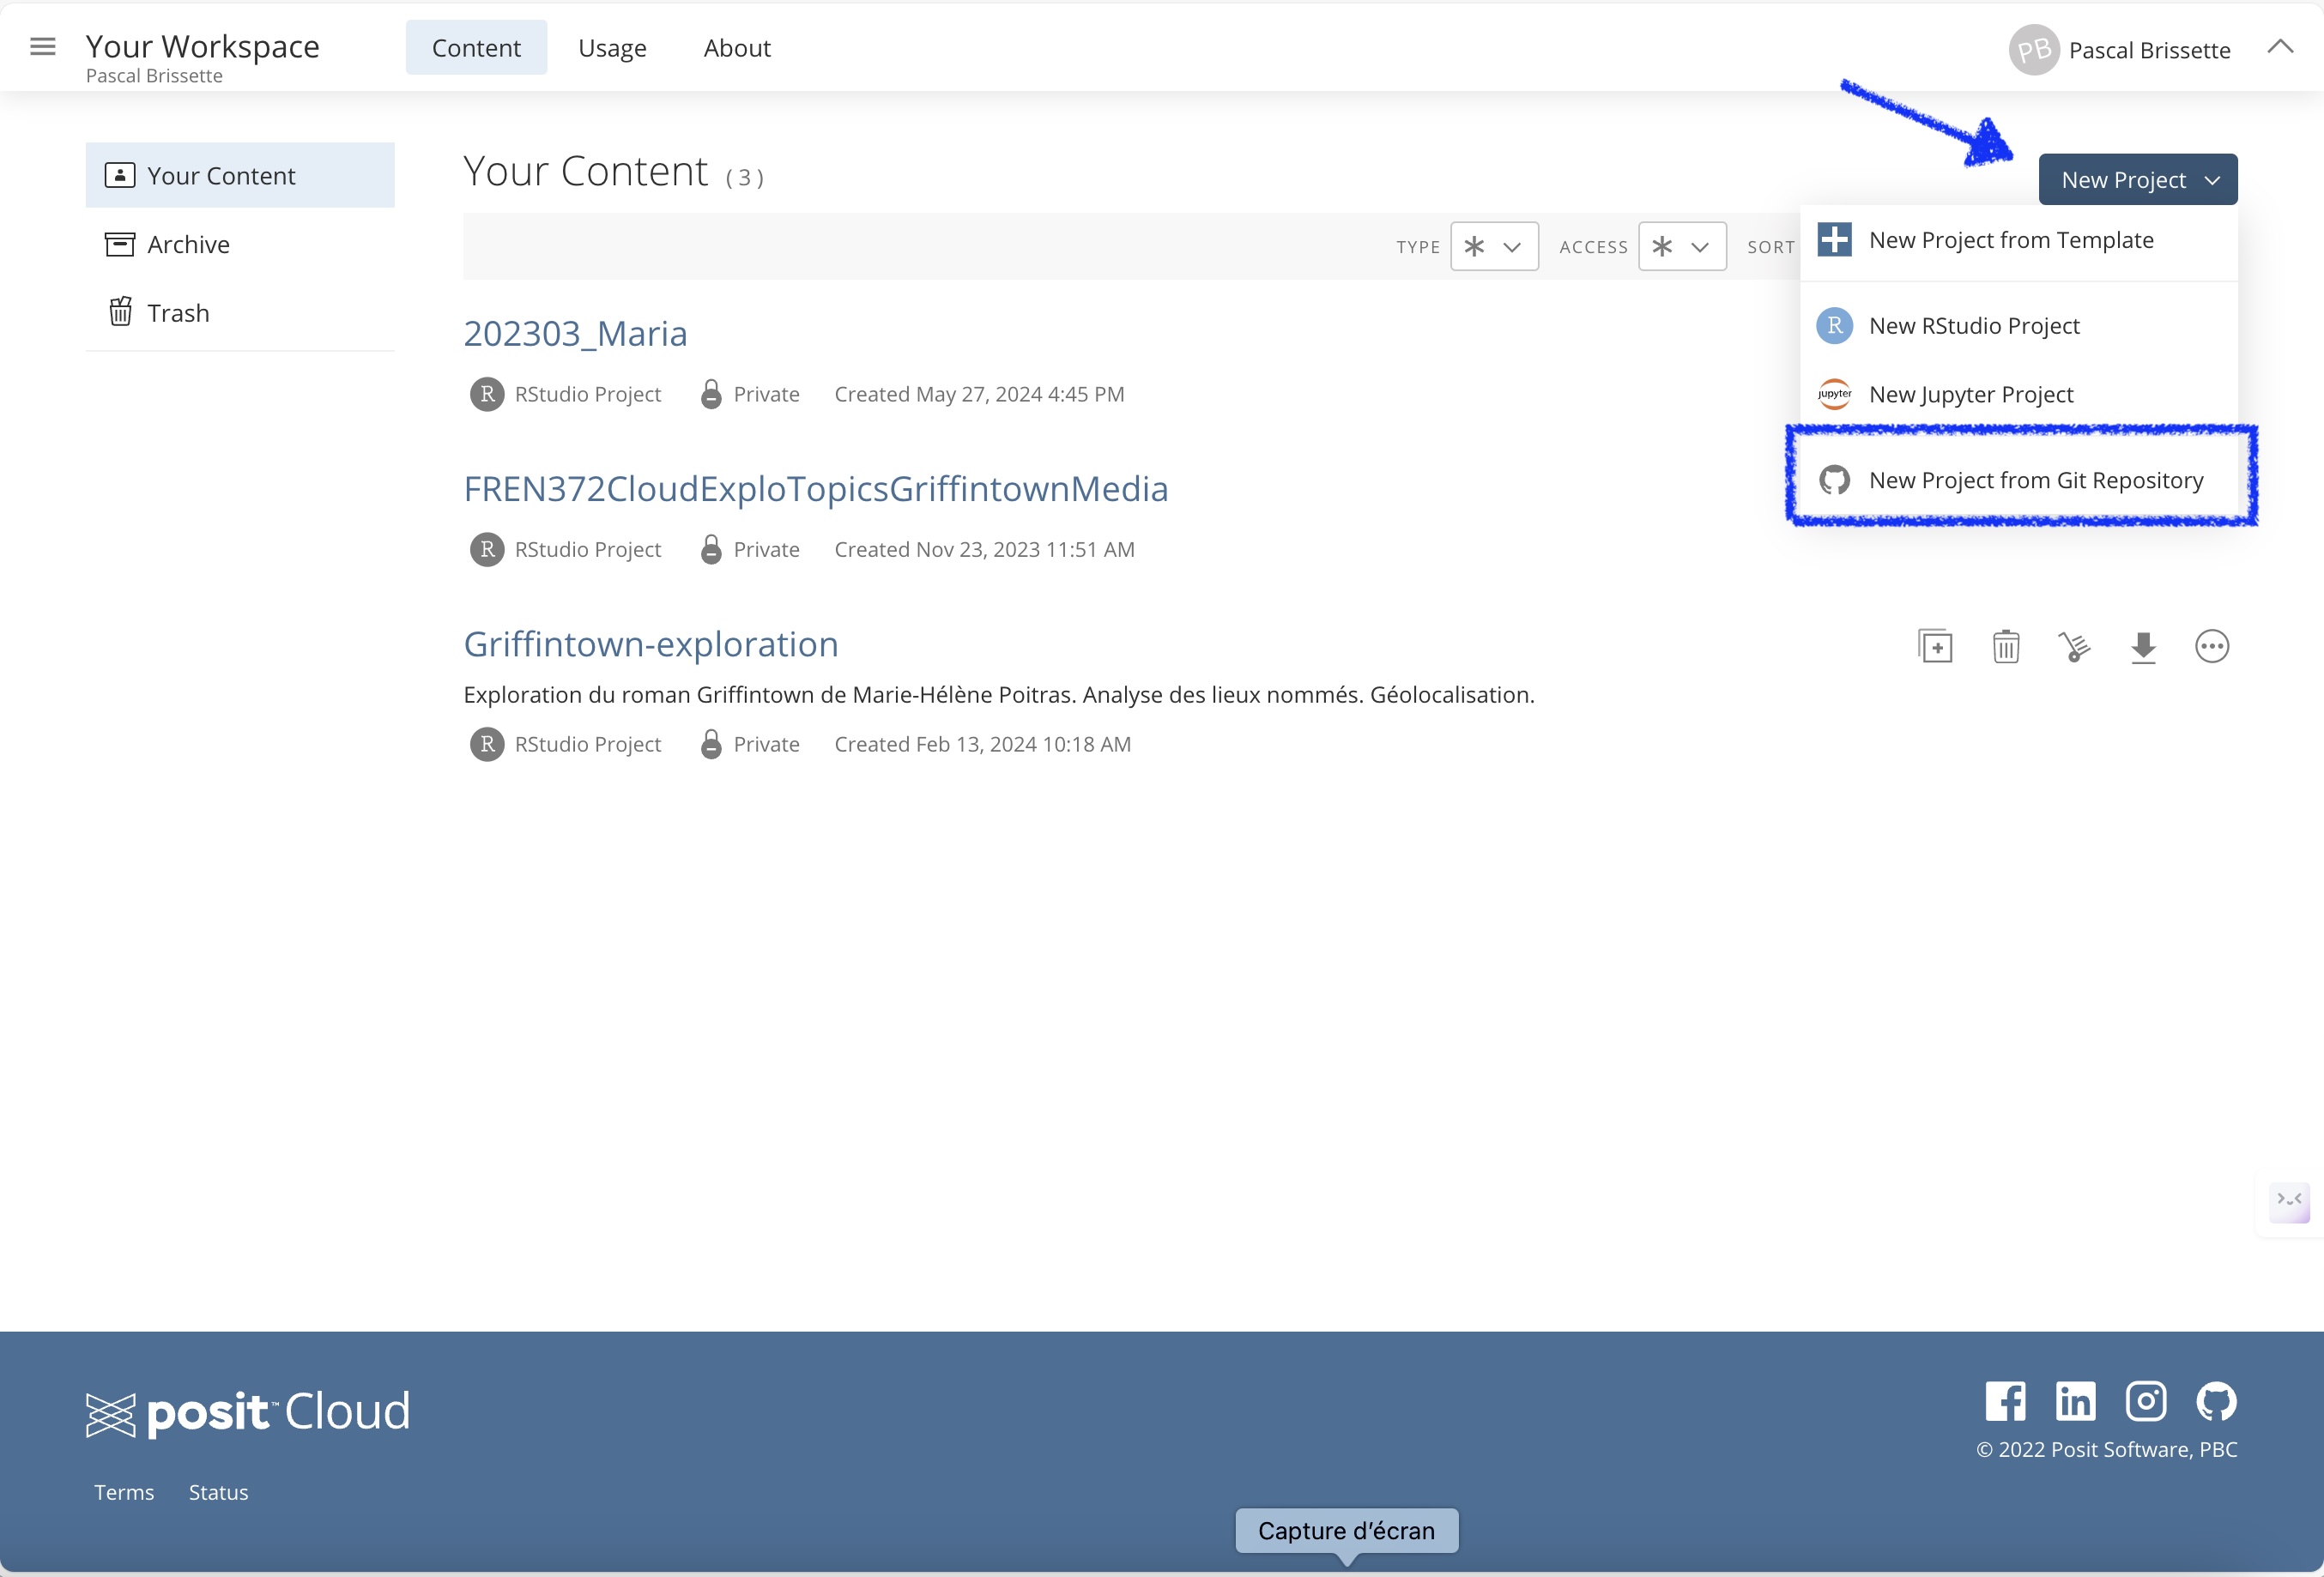 Your Workspace
Pascal Brissette
Content
Usage
About
PB
Pascal Brissette
Your Content
Archive
Trash
Your Content ( 3 )
New Project
TYPE * ACCESS * SORT
New Project from Template
R New RStudio Project
jupyter New Jupyter Project
New Project from Git Repository
202303_Maria
R RStudio Project Private Created May 27, 2024 4:45 PM
FREN372CloudExploTopicsGriffintownMedia
R RStudio Project Private Created Nov 23, 2023 11:51 AM
Griffintown-exploration
Exploration du roman Griffintown de Marie-Hélène Poitras. Analyse des lieux nommés. Géolocalisation.
R RStudio Project Private Created Feb 13, 2024 10:18 AM
posit™ Cloud
© 2022 Posit Software, PBC
Terms
Status
Capture d’écran